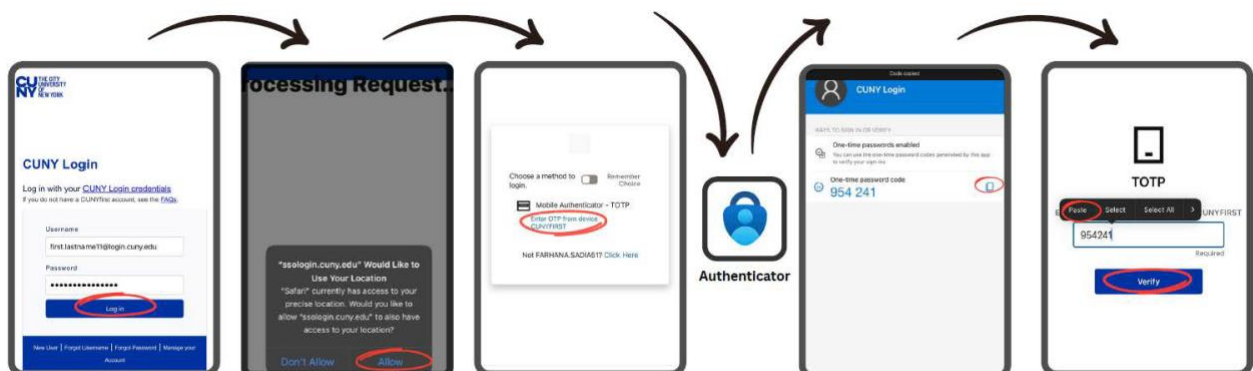 CUNY THE CITY
UNIVERSITY
OF
NEW YORK
CUNY Login
Log in with your CUNY Login credentials
If you do not have a CUNYfirst account, see the FAQs.
Username
first.lastname11@login.cuny.edu
Password
Log in
New User | Forgot Username | Forgot Password | Manage your
Account
rocessing Request..
"ssologin.cuny.edu" Would Like to
Use Your Location
"Safari" currently has access to your
precise location. Would you like to
allow "ssologin.cuny.edu" to also have
access to your location?
Don't Allow Allow
Choose a method to
login.
Remember
Choice
Mobile Authenticator - TOTP
Enter OTP from device
CUNYFIRST
Not FARHANA.SADIA517 Click Here
Authenticator
Code copied
CUNY Login
WAYS TO SIGN IN OR VERIFY
One-time passwords enabled
You can use the one-time password codes generated by this app
to verify your sign-ins
One-time password code
954 241
TOTP
Paste Select Select All >
E CUNYFIRST
954241
Required
Verify